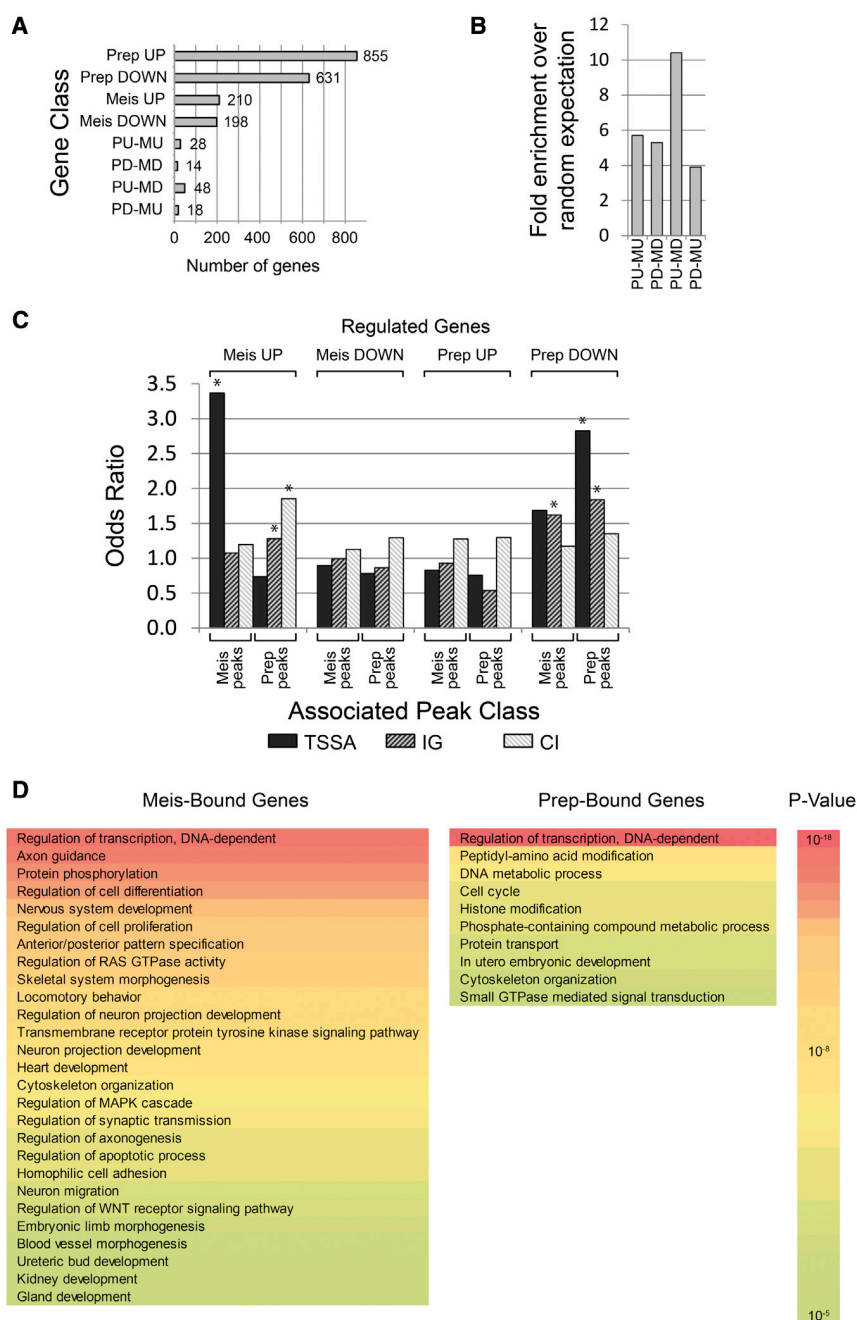 A
Gene Class
Prep UP 855
Prep DOWN 631
Meis UP 210
Meis DOWN 198
PU-MU 28
PD-MD 14
PU-MD 48
PD-MU 18
0 200 400 600 800
Number of genes
B
Fold enrichment over
random expectation
12
10
8
6
4
2
0
PU-MU
PD-MD
PU-MD
PD-MU
C
Regulated Genes
Meis UP Meis DOWN Prep UP Prep DOWN
Odds Ratio
3.5
3.0
2.5
2.0
1.5
1.0
0.5
0.0
* * * * * *
Meis peaks
Prep peaks
Meis peaks
Prep peaks
Meis peaks
Prep peaks
Meis peaks
Prep peaks
Associated Peak Class
TSSA IG CI
D
Meis-Bound Genes
Regulation of transcription, DNA-dependent
Axon guidance
Protein phosphorylation
Regulation of cell differentiation
Nervous system development
Regulation of cell proliferation
Anterior/posterior pattern specification
Regulation of RAS GTPase activity
Skeletal system morphogenesis
Locomotory behavior
Regulation of neuron projection development
Transmembrane receptor protein tyrosine kinase signaling pathway
Neuron projection development
Heart development
Cytoskeleton organization
Regulation of MAPK cascade
Regulation of synaptic transmission
Regulation of axonogenesis
Regulation of apoptotic process
Homophilic cell adhesion
Neuron migration
Regulation of WNT receptor signaling pathway
Embryonic limb morphogenesis
Blood vessel morphogenesis
Ureteric bud development
Kidney development
Gland development
Prep-Bound Genes
Regulation of transcription, DNA-dependent
Peptidyl-amino acid modification
DNA metabolic process
Cell cycle
Histone modification
Phosphate-containing compound metabolic process
Protein transport
In utero embryonic development
Cytoskeleton organization
Small GTPase mediated signal transduction
P-Value
10⁻¹⁸
10⁻⁸
10⁻⁵